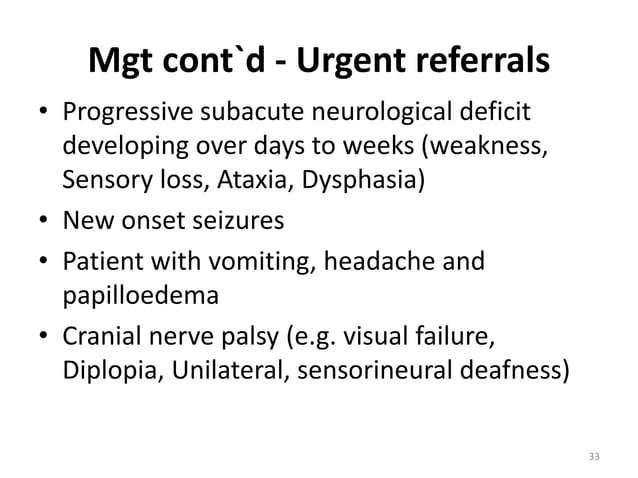 Mgt cont`d - Urgent referrals
• Progressive subacute neurological deficit
developing over days to weeks (weakness,
Sensory loss, Ataxia, Dysphasia)
• New onset seizures
• Patient with vomiting, headache and
papilloedema
• Cranial nerve palsy (e.g. visual failure,
Diplopia, Unilateral, sensorineural deafness)
33